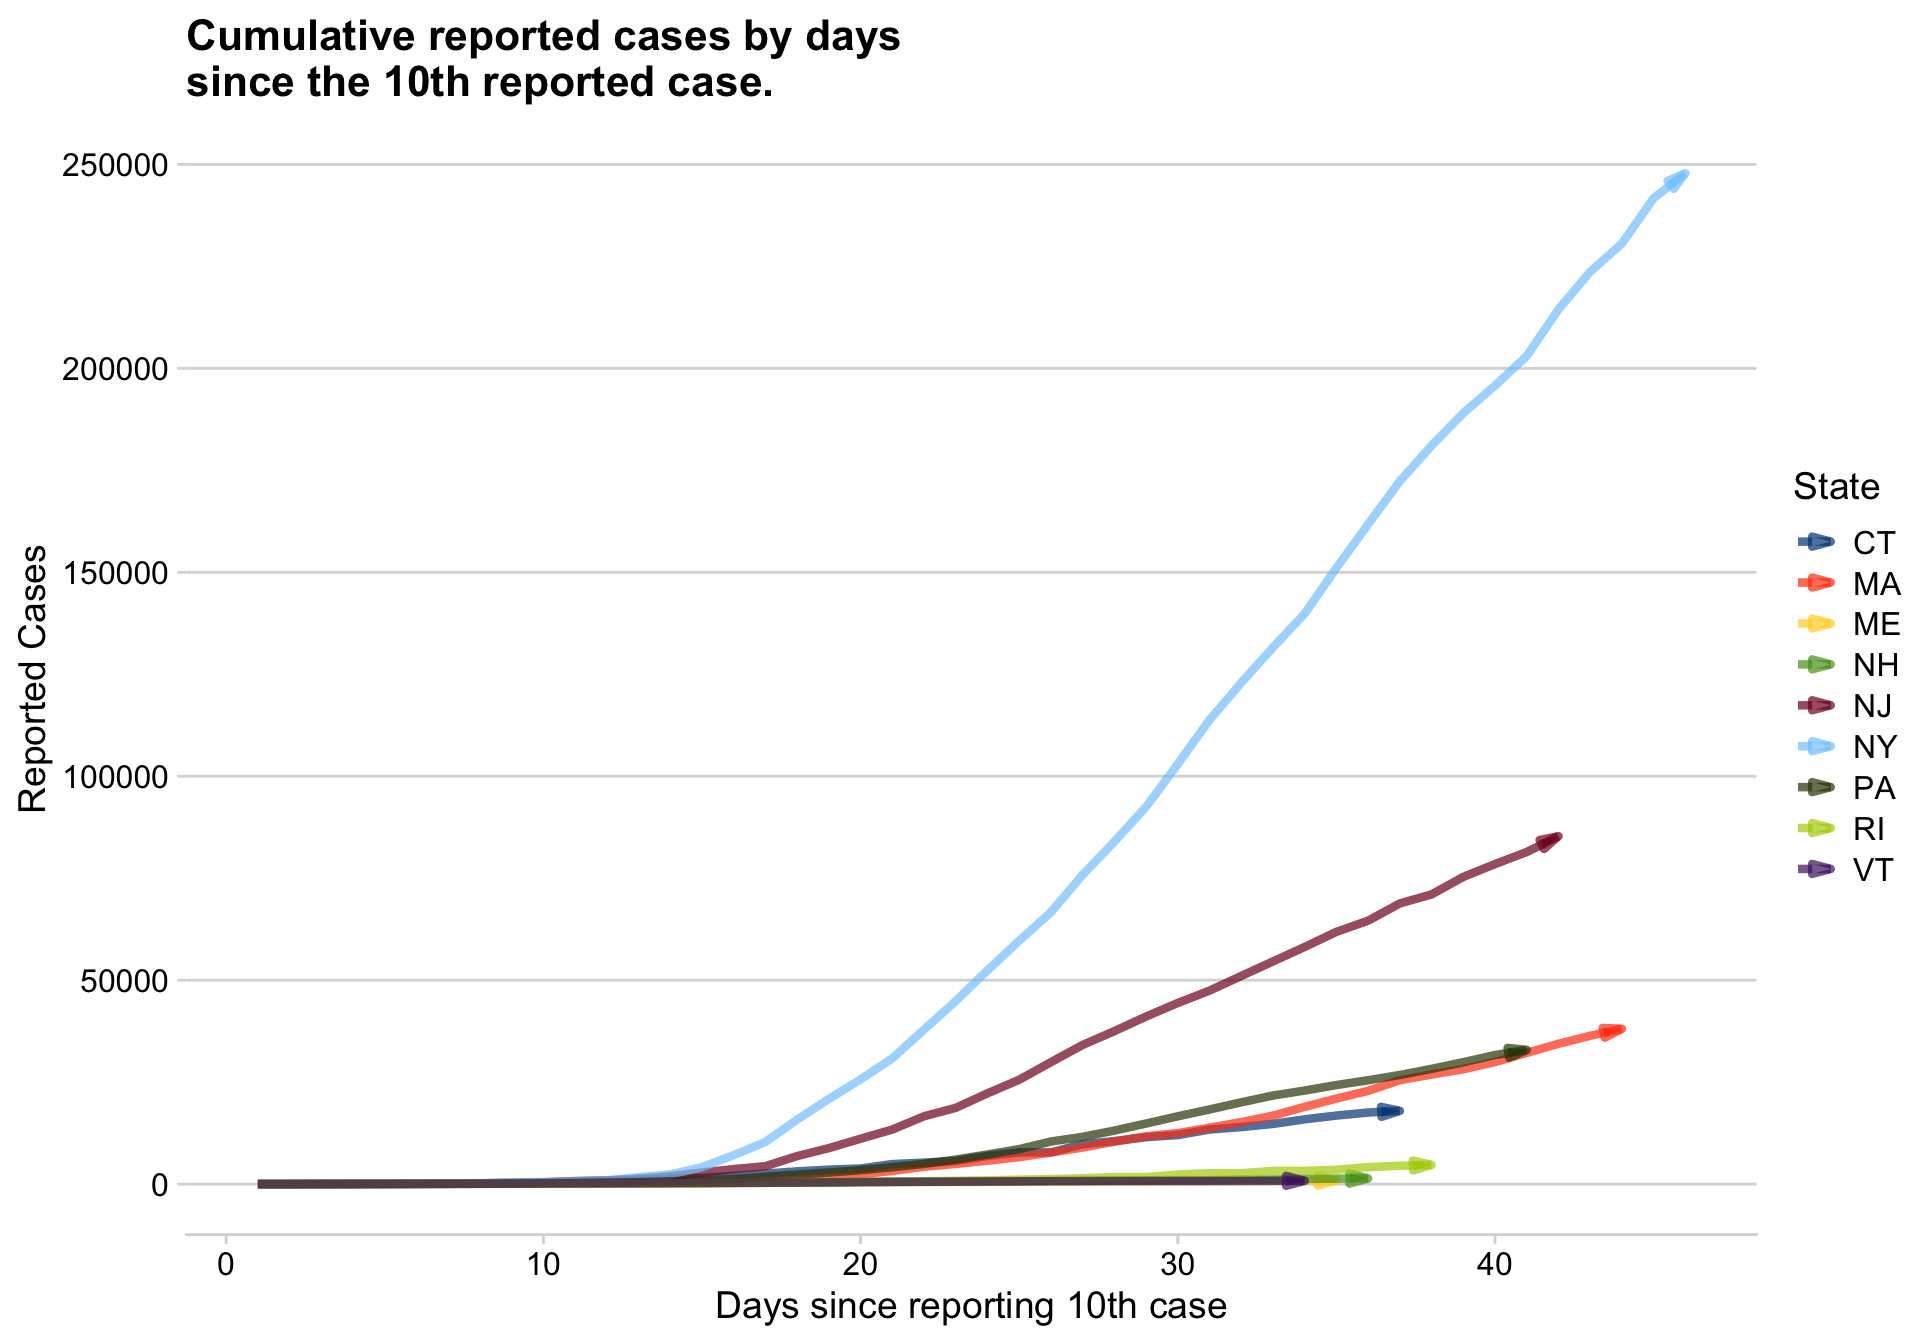 Cumulative reported cases by days
since the 10th reported case.
250000
200000
150000
100000
50000
0
Reported Cases
0 10 20 30 40
Days since reporting 10th case
State
CT
MA
ME
NH
NJ
NY
PA
RI
VT